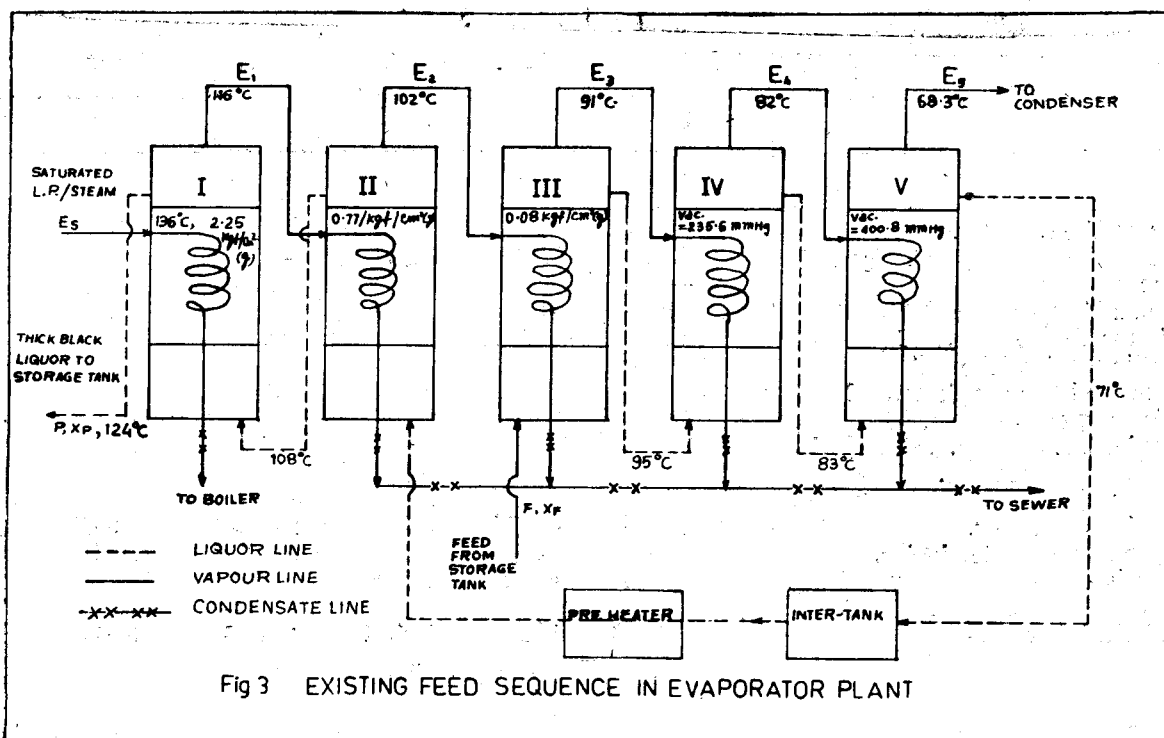 E₁
E₂
E₃
E₄
E₅
116°C
102°C
91°C
82°C
68.3°C
TO
CONDENSER
SATURATED
L.P./STEAM
I
II
III
IV
V
Es
136°C, 2.25
kgf/cm²
(g)
0.77/kgf/cm²(g)
0.08 kgf/cm²(g)
Vac.
=235.6 mmHg
Vac.
=400.8 mmHg
THICK BLACK
LIQUOR TO
STORAGE TANK
P, XP, 124°C
108°C
95°C
83°C
71°C
TO BOILER
F, XF
TO SEWER
FEED
FROM
STORAGE
TANK
LIQUOR LINE
VAPOUR LINE
CONDENSATE LINE
PRE HEATER
INTER-TANK
Fig 3 EXISTING FEED SEQUENCE IN EVAPORATOR PLANT